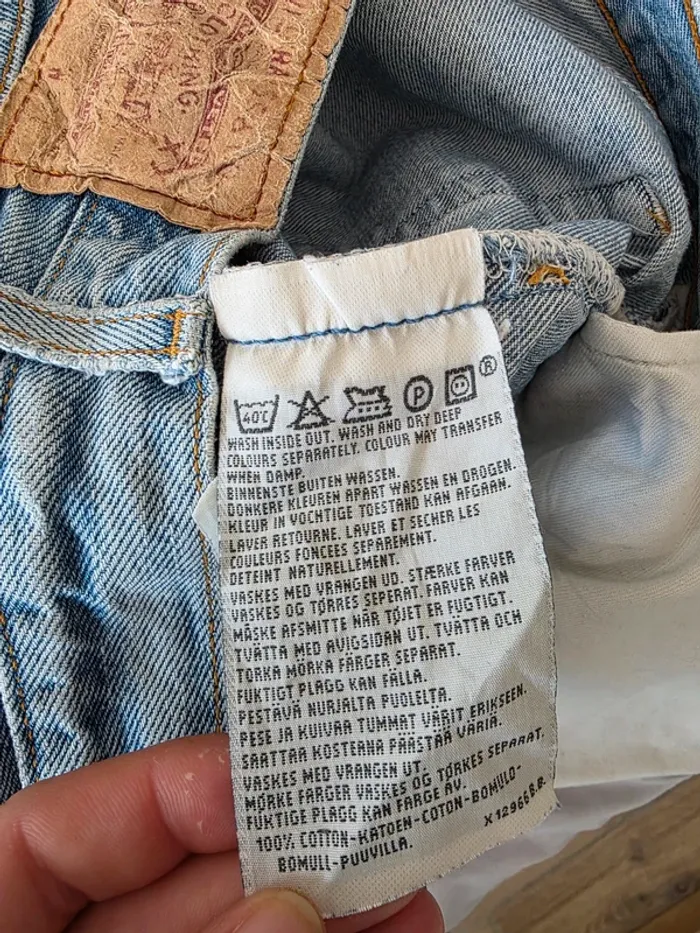 CLOTHING
40°C P ®
WASH INSIDE OUT. WASH AND DRY DEEP
COLOURS SEPARATELY. COLOUR MAY TRANSFER
WHEN DAMP.
BINNENSTE BUITEN WASSEN.
DONKERE KLEUREN APART WASSEN EN DROGEN.
KLEUR IN VOCHTIGE TOESTAND KAN AFGAAN.
LAVER RETOURNE. LAVER ET SECHER LES
COULEURS FONCEES SEPAREMENT.
DETEINT NATURELLEMENT.
VASKES MED VRANGEN UD. STÆRKE FARVER
VASKES OG TØRRES SEPERAT. FARVER KAN
MÅSKE AFSMITTE NÅR TØJET ER FUGTIGT.
TVÄTTA MED AVIGSIDAN UT. TVÄTTA OCH
TORKA MÖRKA FÄRGER SEPARAT.
FUKTIGT PLAGG KAN FÄLLA.
PESTÄVÄ NURJALTA PUOLELTA.
PESE JA KUIVAA TUMMAT VÄRIT ERIKSEEN.
SAATTAA KOSTEANA PÄÄSTÄÄ VÄRIÄ.
VASKES MED VRANGEN UT.
MÖRKE FARGER VASKES OG TØRKES SEPARAT.
FUKTIGE PLAGG KAN FARGE AV.
100% COTTON-KATOEN-COTON-BOMULD-
BOMULL-PUUVILLA.
X12966B.B.